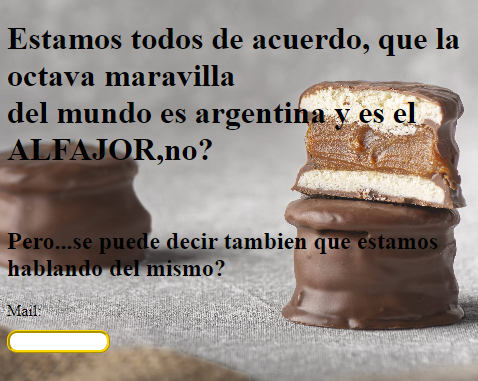 Estamos todos de acuerdo, que la
octava maravilla
del mundo es argentina y es el
ALFAJOR,no?
Pero...se puede decir tambien que estamos
hablando del mismo?
Mail: